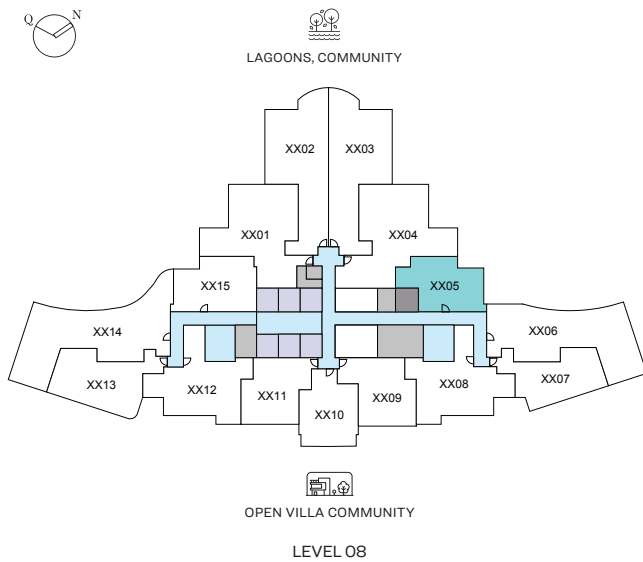 Q N
LAGOONS, COMMUNITY
XX02 XX03
XX01 XX04
XX15 XX05
XX14 XX06
XX13 XX12 XX11 XX10 XX09 XX08 XX07
OPEN VILLA COMMUNITY
LEVEL 08